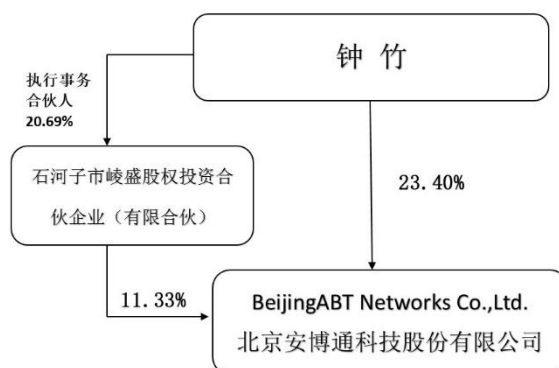 钟 竹
执行事务
合伙人
20.69%
石河子市崚盛股权投资合
伙企业（有限合伙）
23.40%
11.33%
BeijingABT Networks Co.,Ltd.
北京安博通科技股份有限公司